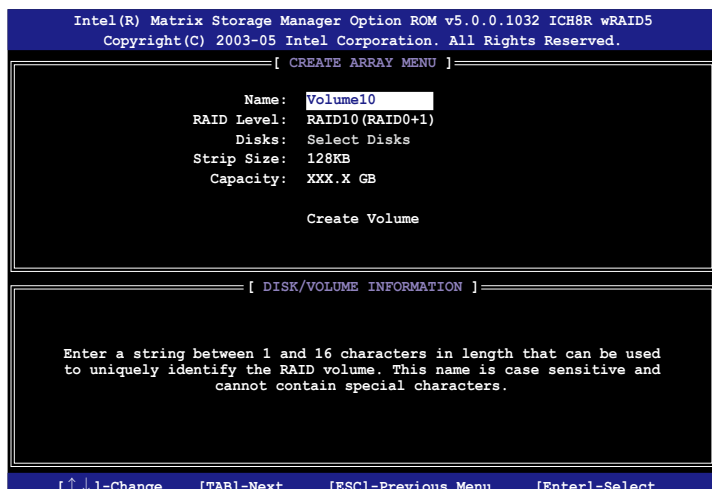 Intel(R) Matrix Storage Manager Option ROM v5.0.0.1032 ICH8R wRAID5
Copyright(C) 2003-05 Intel Corporation. All Rights Reserved.
[ CREATE ARRAY MENU ]
Name: Volume10
RAID Level: RAID10(RAID0+1)
Disks: Select Disks
Strip Size: 128KB
Capacity: XXX.X GB
Create Volume
[ DISK/VOLUME INFORMATION ]
Enter a string between 1 and 16 characters in length that can be used
to uniquely identify the RAID volume. This name is case sensitive and
cannot contain special characters.
[↑↓]-Change [TAB]-Next [ESC]-Previous Menu [Enter]-Select